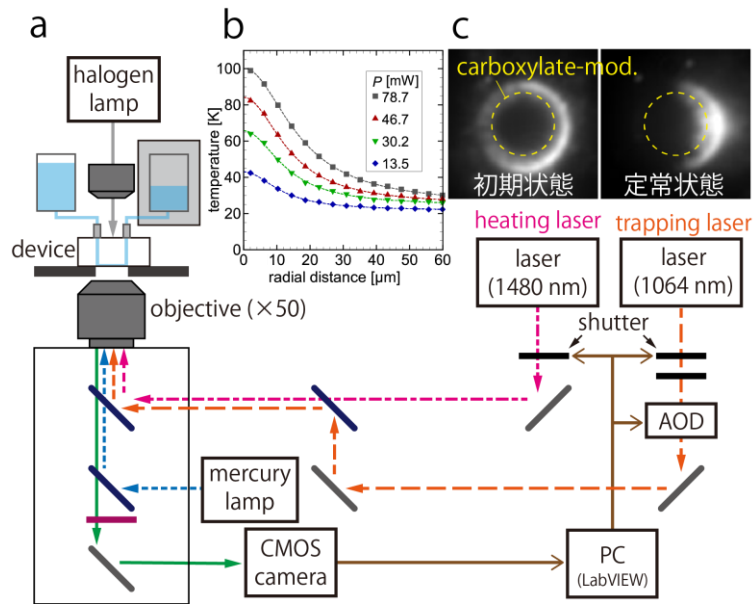 a
halogen
lamp
device
objective (×50)
mercury
lamp
CMOS
camera
b
P [mW]
78.7
46.7
30.2
13.5
temperature [K]
120
100
80
60
40
20
0
0 10 20 30 40 50 60
radial distance [μm]
c
carboxylate-mod.
初期状態
定常状態
heating laser
trapping laser
laser
(1480 nm)
laser
(1064 nm)
shutter
AOD
PC
(LabVIEW)